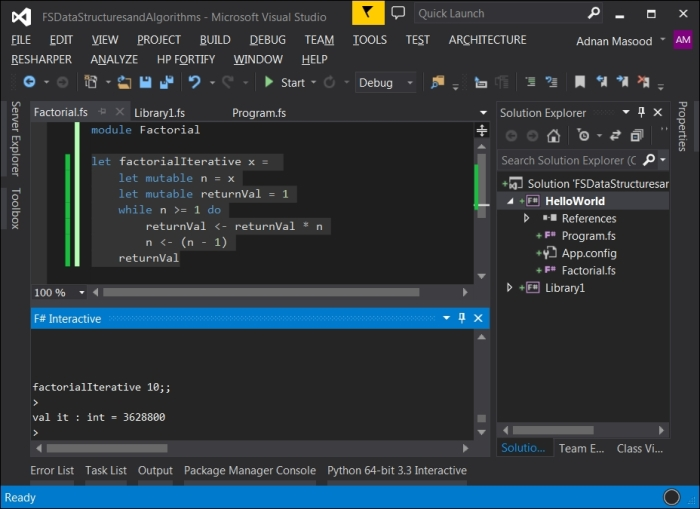 FSDataStructuresandAlgorithms - Microsoft Visual Studio
Quick Launch
FILE EDIT VIEW PROJECT BUILD DEBUG TEAM TOOLS TEST ARCHITECTURE
Adnan Masood AM
RESHARPER ANALYZE HP FORTIFY WINDOW HELP
Start Debug
Server Explorer
Toolbox
Factorial.fs Library1.fs Program.fs
module Factorial
let factorialIterative x =
let mutable n = x
let mutable returnVal = 1
while n >= 1 do
returnVal <- returnVal * n
n <- (n - 1)
returnVal
100 %
F# Interactive
factorialIterative 10;;
>
val it : int = 3628800
>
Solution Explorer
Search Solution Explorer (C
Solution 'FSDataStructuresar
HelloWorld
References
Program.fs
App.config
Factorial.fs
Library1
Solutio... Team E... Class Vi...
Properties
Error List Task List Output Package Manager Console Python 64-bit 3.3 Interactive
Ready